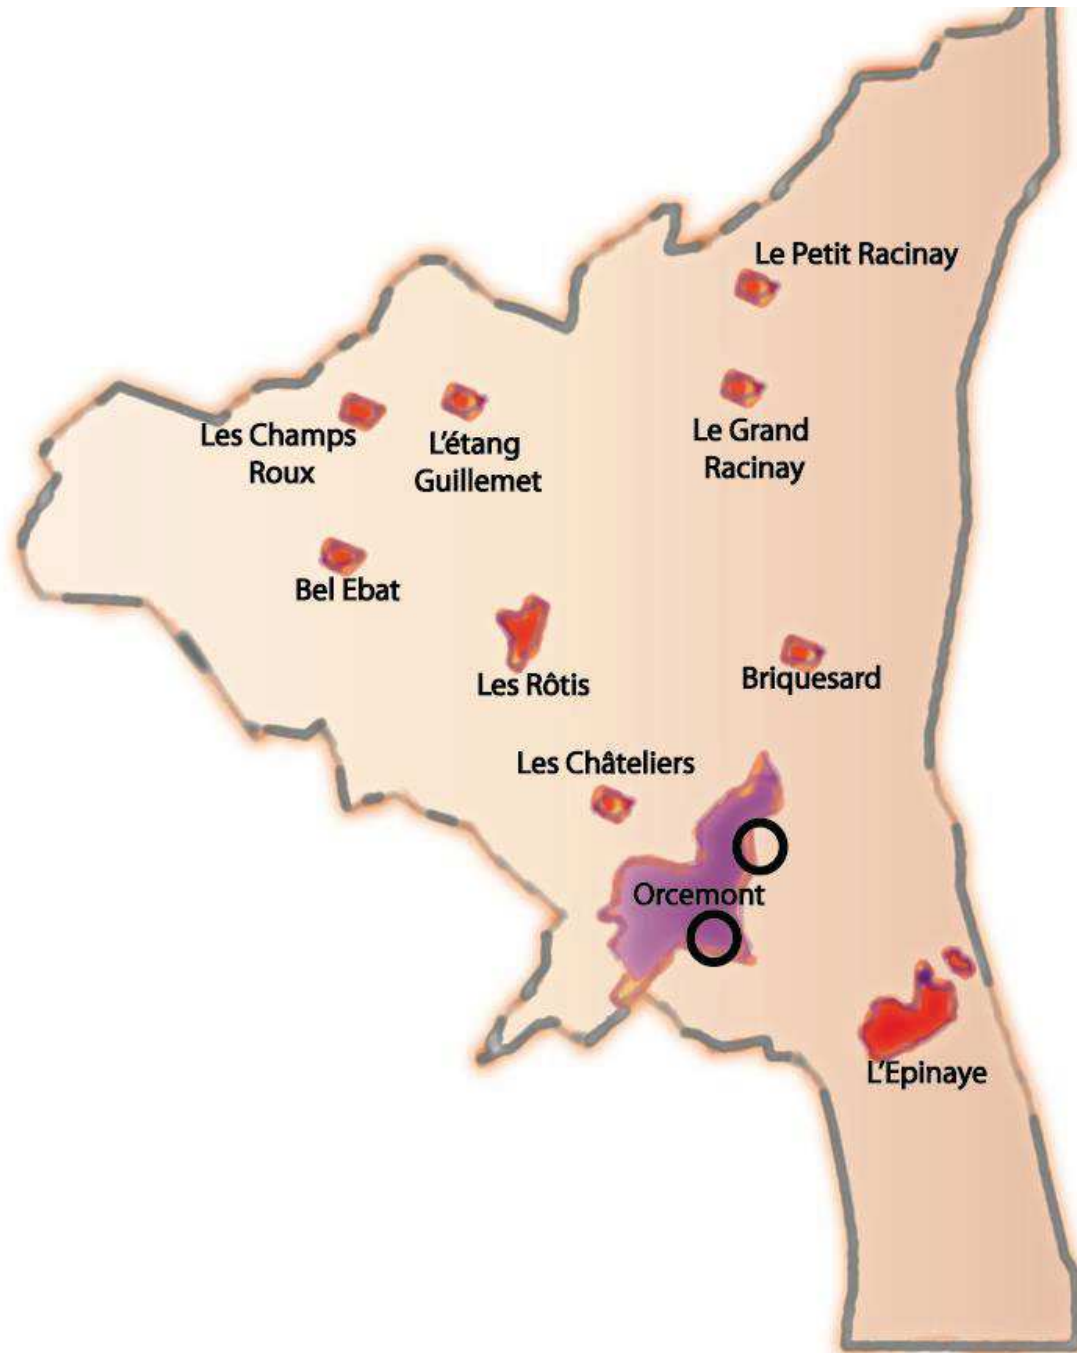 Le Petit Racinay
Les Champs
Roux
L'étang
Guillemet
Le Grand
Racinay
Bel Ebat
Les Rôtis
Briquesard
Les Châteliers
Orcemont
L'Epinaye